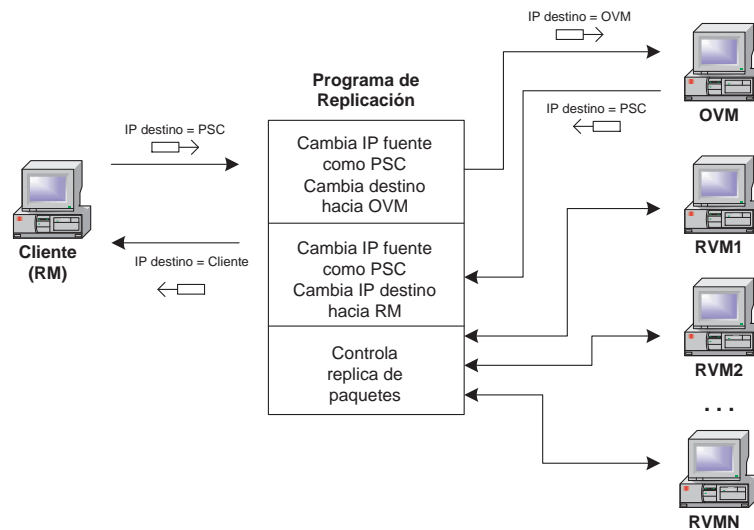 IP destino = OVM
Programa de
Replicación
IP destino = PSC
IP destino = PSC
OVM
Cambia IP fuente
como PSC
Cambia destino
hacia OVM
Cliente
(RM)
IP destino = Cliente
Cambia IP fuente
como PSC
Cambia IP destino
hacia RM
RVM1
Controla
replica de
paquetes
RVM2
. . .
RVMN